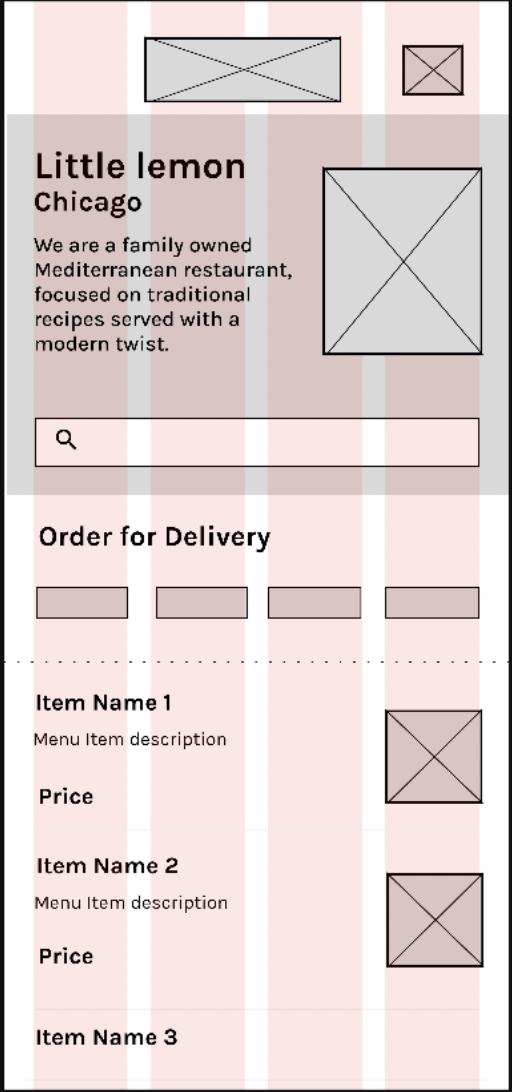 Little lemon
Chicago
We are a family owned
Mediterranean restaurant,
focused on traditional
recipes served with a
modern twist.
Order for Delivery
Item Name 1
Menu Item description
Price
Item Name 2
Menu Item description
Price
Item Name 3